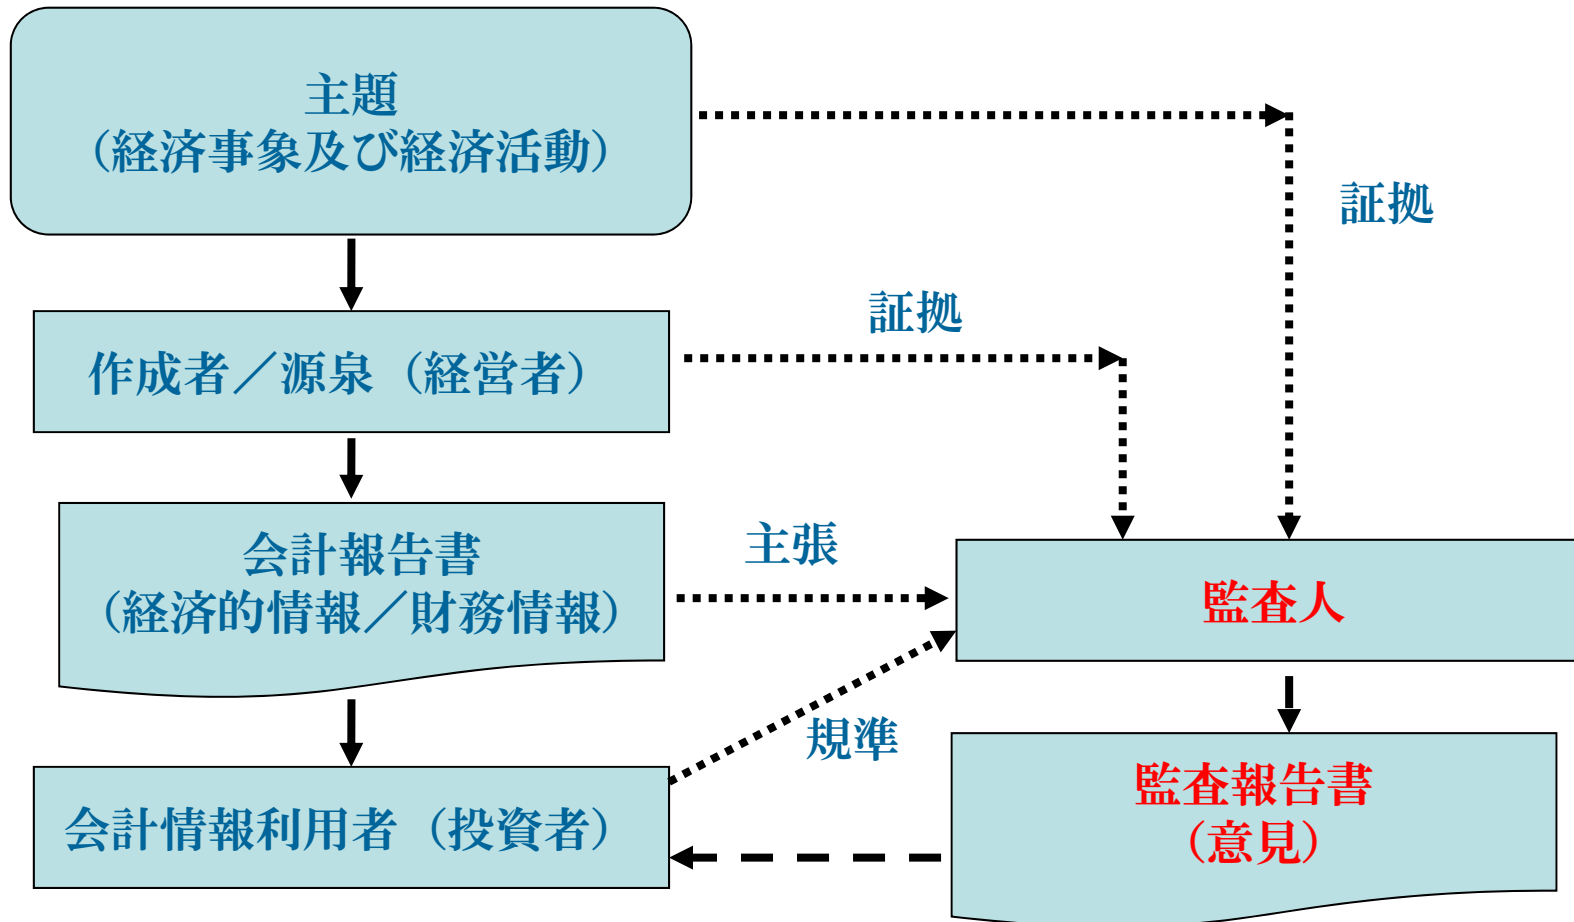 主題
（経済事象及び経済活動）
証拠
証拠
作成者／源泉（経営者）
会計報告書
（経済的情報／財務情報）
主張
監査人
規準
会計情報利用者（投資者）
監査報告書
（意見）